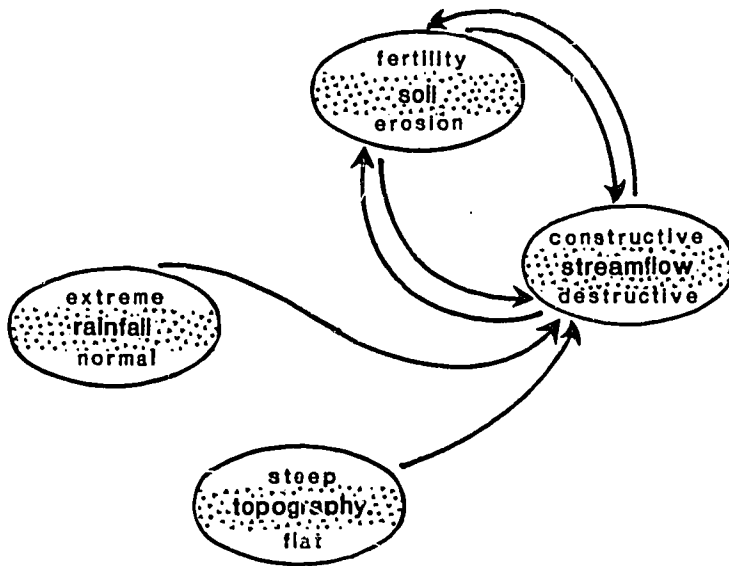 fertility
soil
erosion
constructive
streamflow
destructive
extreme
rainfall
normal
steep
topography
flat